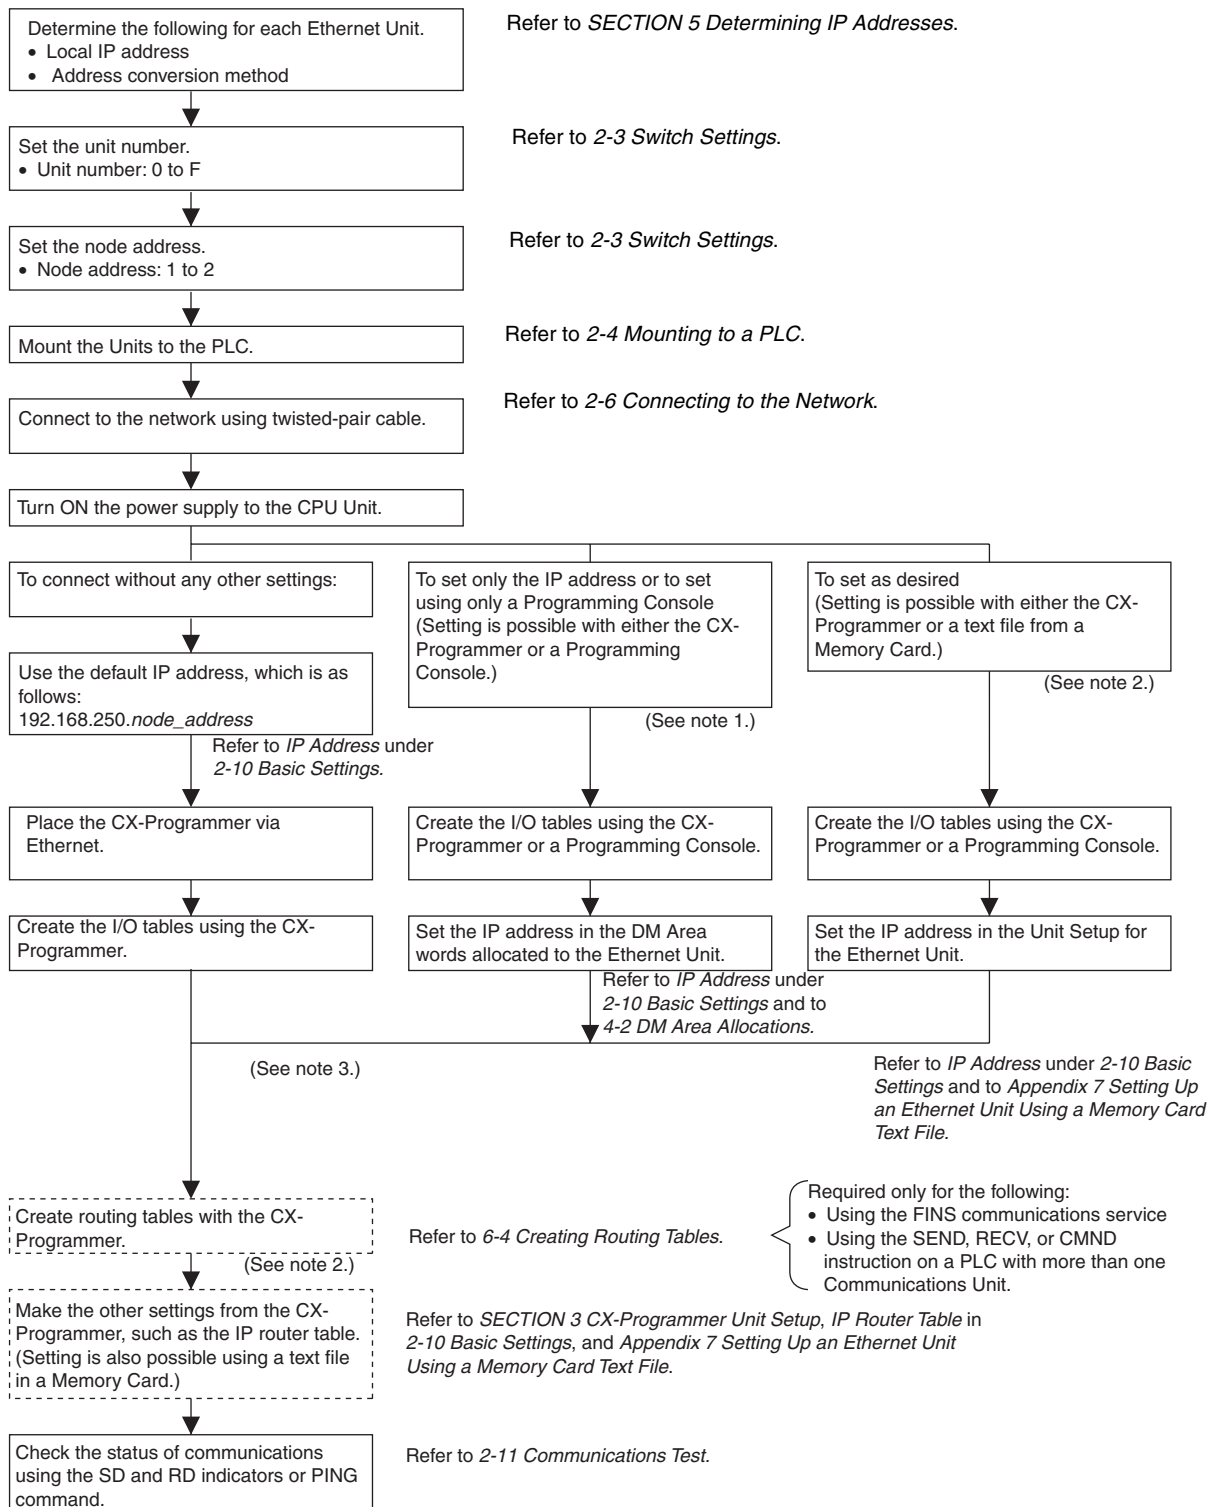 Determine the following for each Ethernet Unit.
• Local IP address
• Address conversion method
Refer to SECTION 5 Determining IP Addresses.
Set the unit number.
• Unit number: 0 to F
Refer to 2-3 Switch Settings.
Set the node address.
• Node address: 1 to 2
Refer to 2-3 Switch Settings.
Mount the Units to the PLC.
Refer to 2-4 Mounting to a PLC.
Connect to the network using twisted-pair cable.
Refer to 2-6 Connecting to the Network.
Turn ON the power supply to the CPU Unit.
To connect without any other settings:
Use the default IP address, which is as
follows:
192.168.250.node_address
Refer to IP Address under
2-10 Basic Settings.
Place the CX-Programmer via
Ethernet.
Create the I/O tables using the CX-
Programmer.
To set only the IP address or to set
using only a Programming Console
(Setting is possible with either the CX-
Programmer or a Programming
Console.)
(See note 1.)
Create the I/O tables using the CX-
Programmer or a Programming Console.
Set the IP address in the DM Area
words allocated to the Ethernet Unit.
Refer to IP Address under
2-10 Basic Settings and to
4-2 DM Area Allocations.
To set as desired
(Setting is possible with either the CX-
Programmer or a text file from a
Memory Card.)
(See note 2.)
Create the I/O tables using the CX-
Programmer or a Programming Console.
Set the IP address in the Unit Setup for
the Ethernet Unit.
Refer to IP Address under 2-10 Basic
Settings and to Appendix 7 Setting Up
an Ethernet Unit Using a Memory Card
Text File.
(See note 3.)
Create routing tables with the CX-
Programmer.
(See note 2.)
Refer to 6-4 Creating Routing Tables.
Required only for the following:
• Using the FINS communications service
• Using the SEND, RECV, or CMND
instruction on a PLC with more than one
Communications Unit.
Make the other settings from the CX-
Programmer, such as the IP router table.
(Setting is also possible using a text file
in a Memory Card.)
Refer to SECTION 3 CX-Programmer Unit Setup, IP Router Table in
2-10 Basic Settings, and Appendix 7 Setting Up an Ethernet Unit
Using a Memory Card Text File.
Check the status of communications
using the SD and RD indicators or PING
command.
Refer to 2-11 Communications Test.